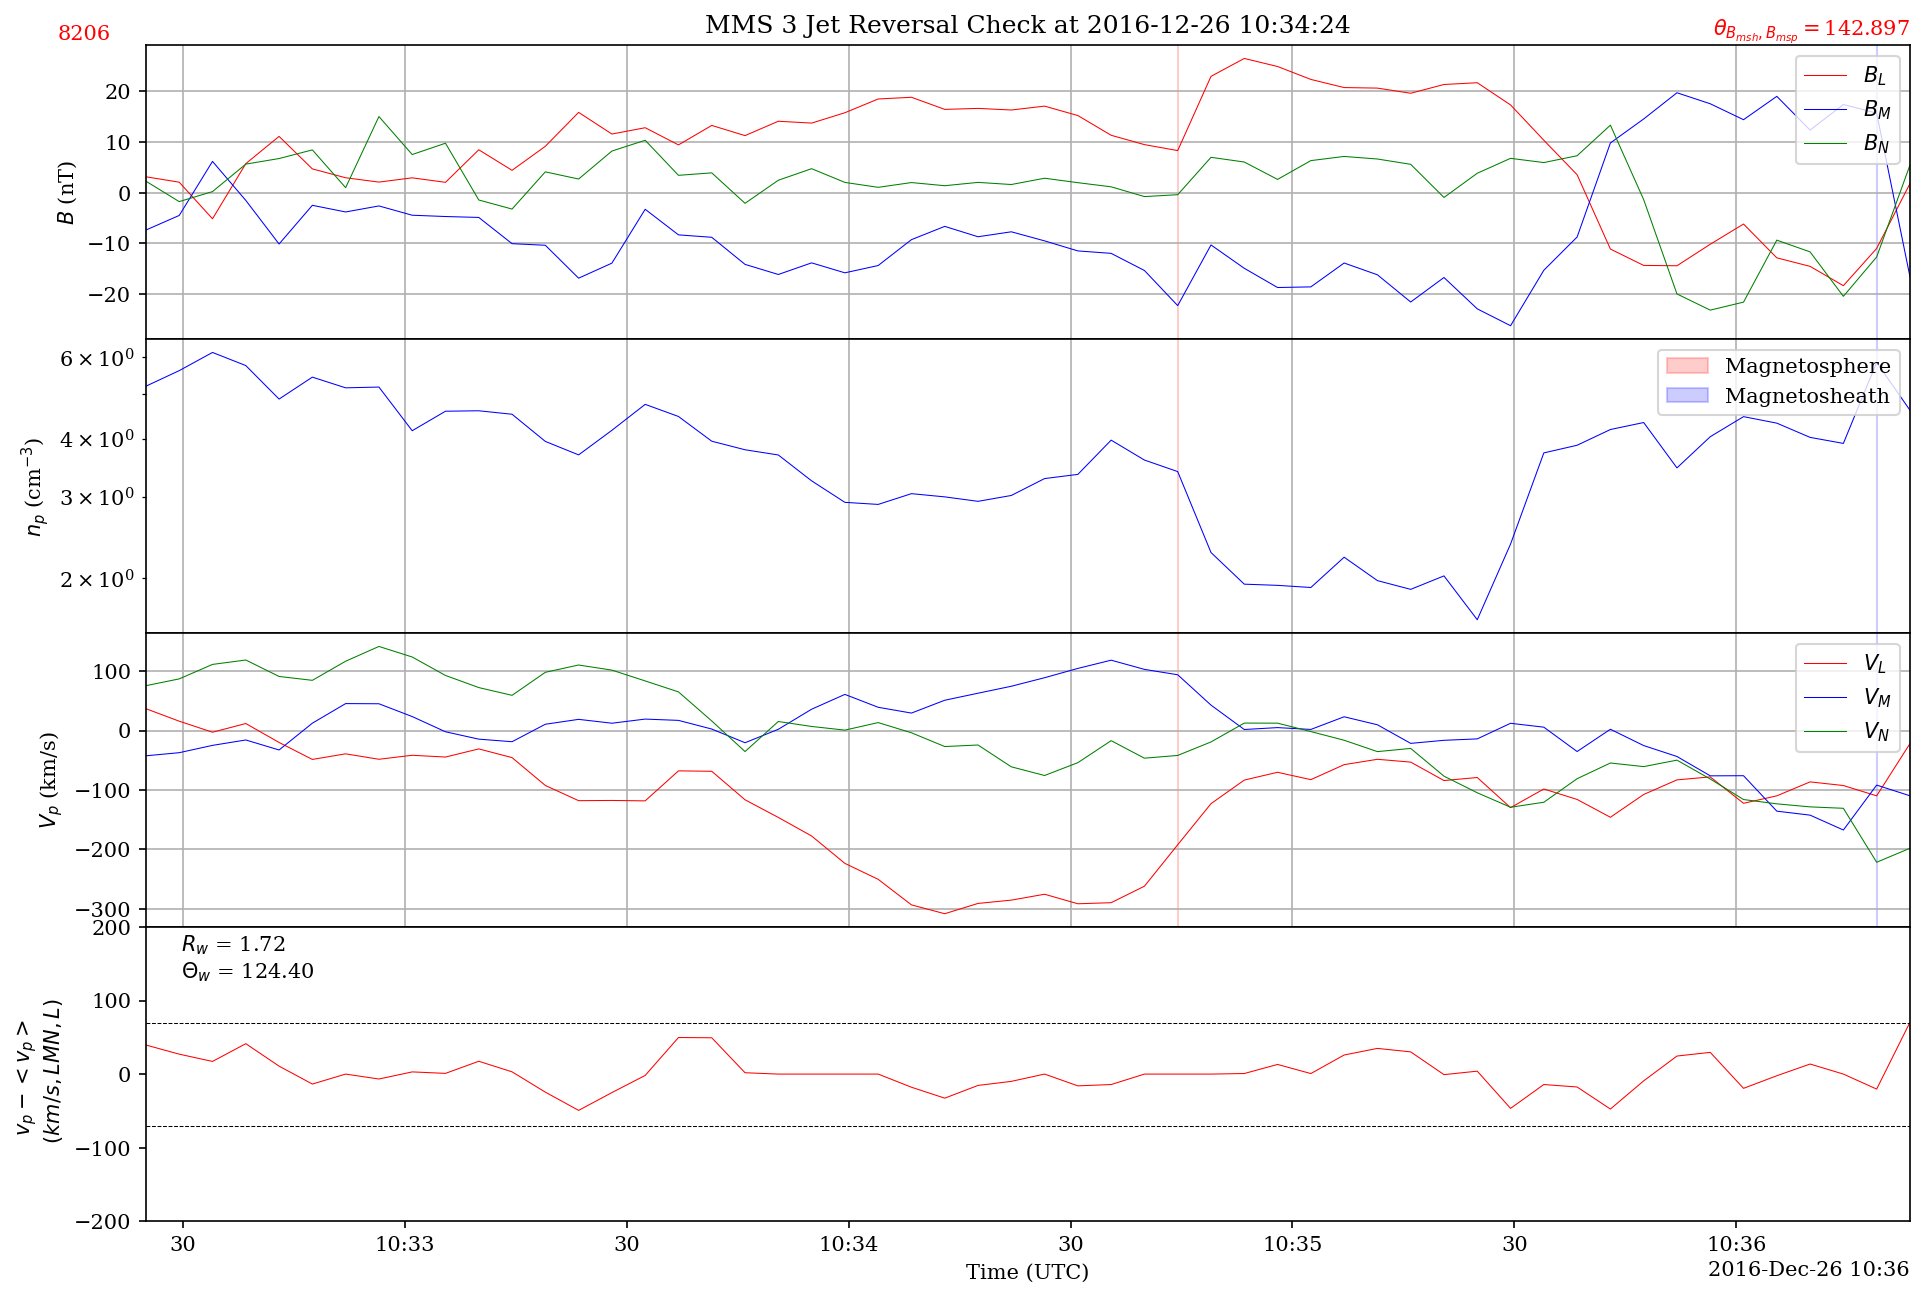 MMS 3 Jet Reversal Check at 2016-12-26 10:34:24
8206
θ_{B_{msh}, B_{msp}} = 142.897
20
10
0
−10
−20
B (nT)
B_L
B_M
B_N
6 × 10^0
4 × 10^0
3 × 10^0
2 × 10^0
n_p (cm^{−3})
Magnetosphere
Magnetosheath
100
0
−100
−200
−300
V_p (km/s)
V_L
V_M
V_N
200
100
0
−100
−200
v_p − < v_p >
(km/s, LMN, L)
R_w = 1.72
Θ_w = 124.40
30 10:33 30 10:34 30 10:35 30 10:36
Time (UTC)
2016-Dec-26 10:36